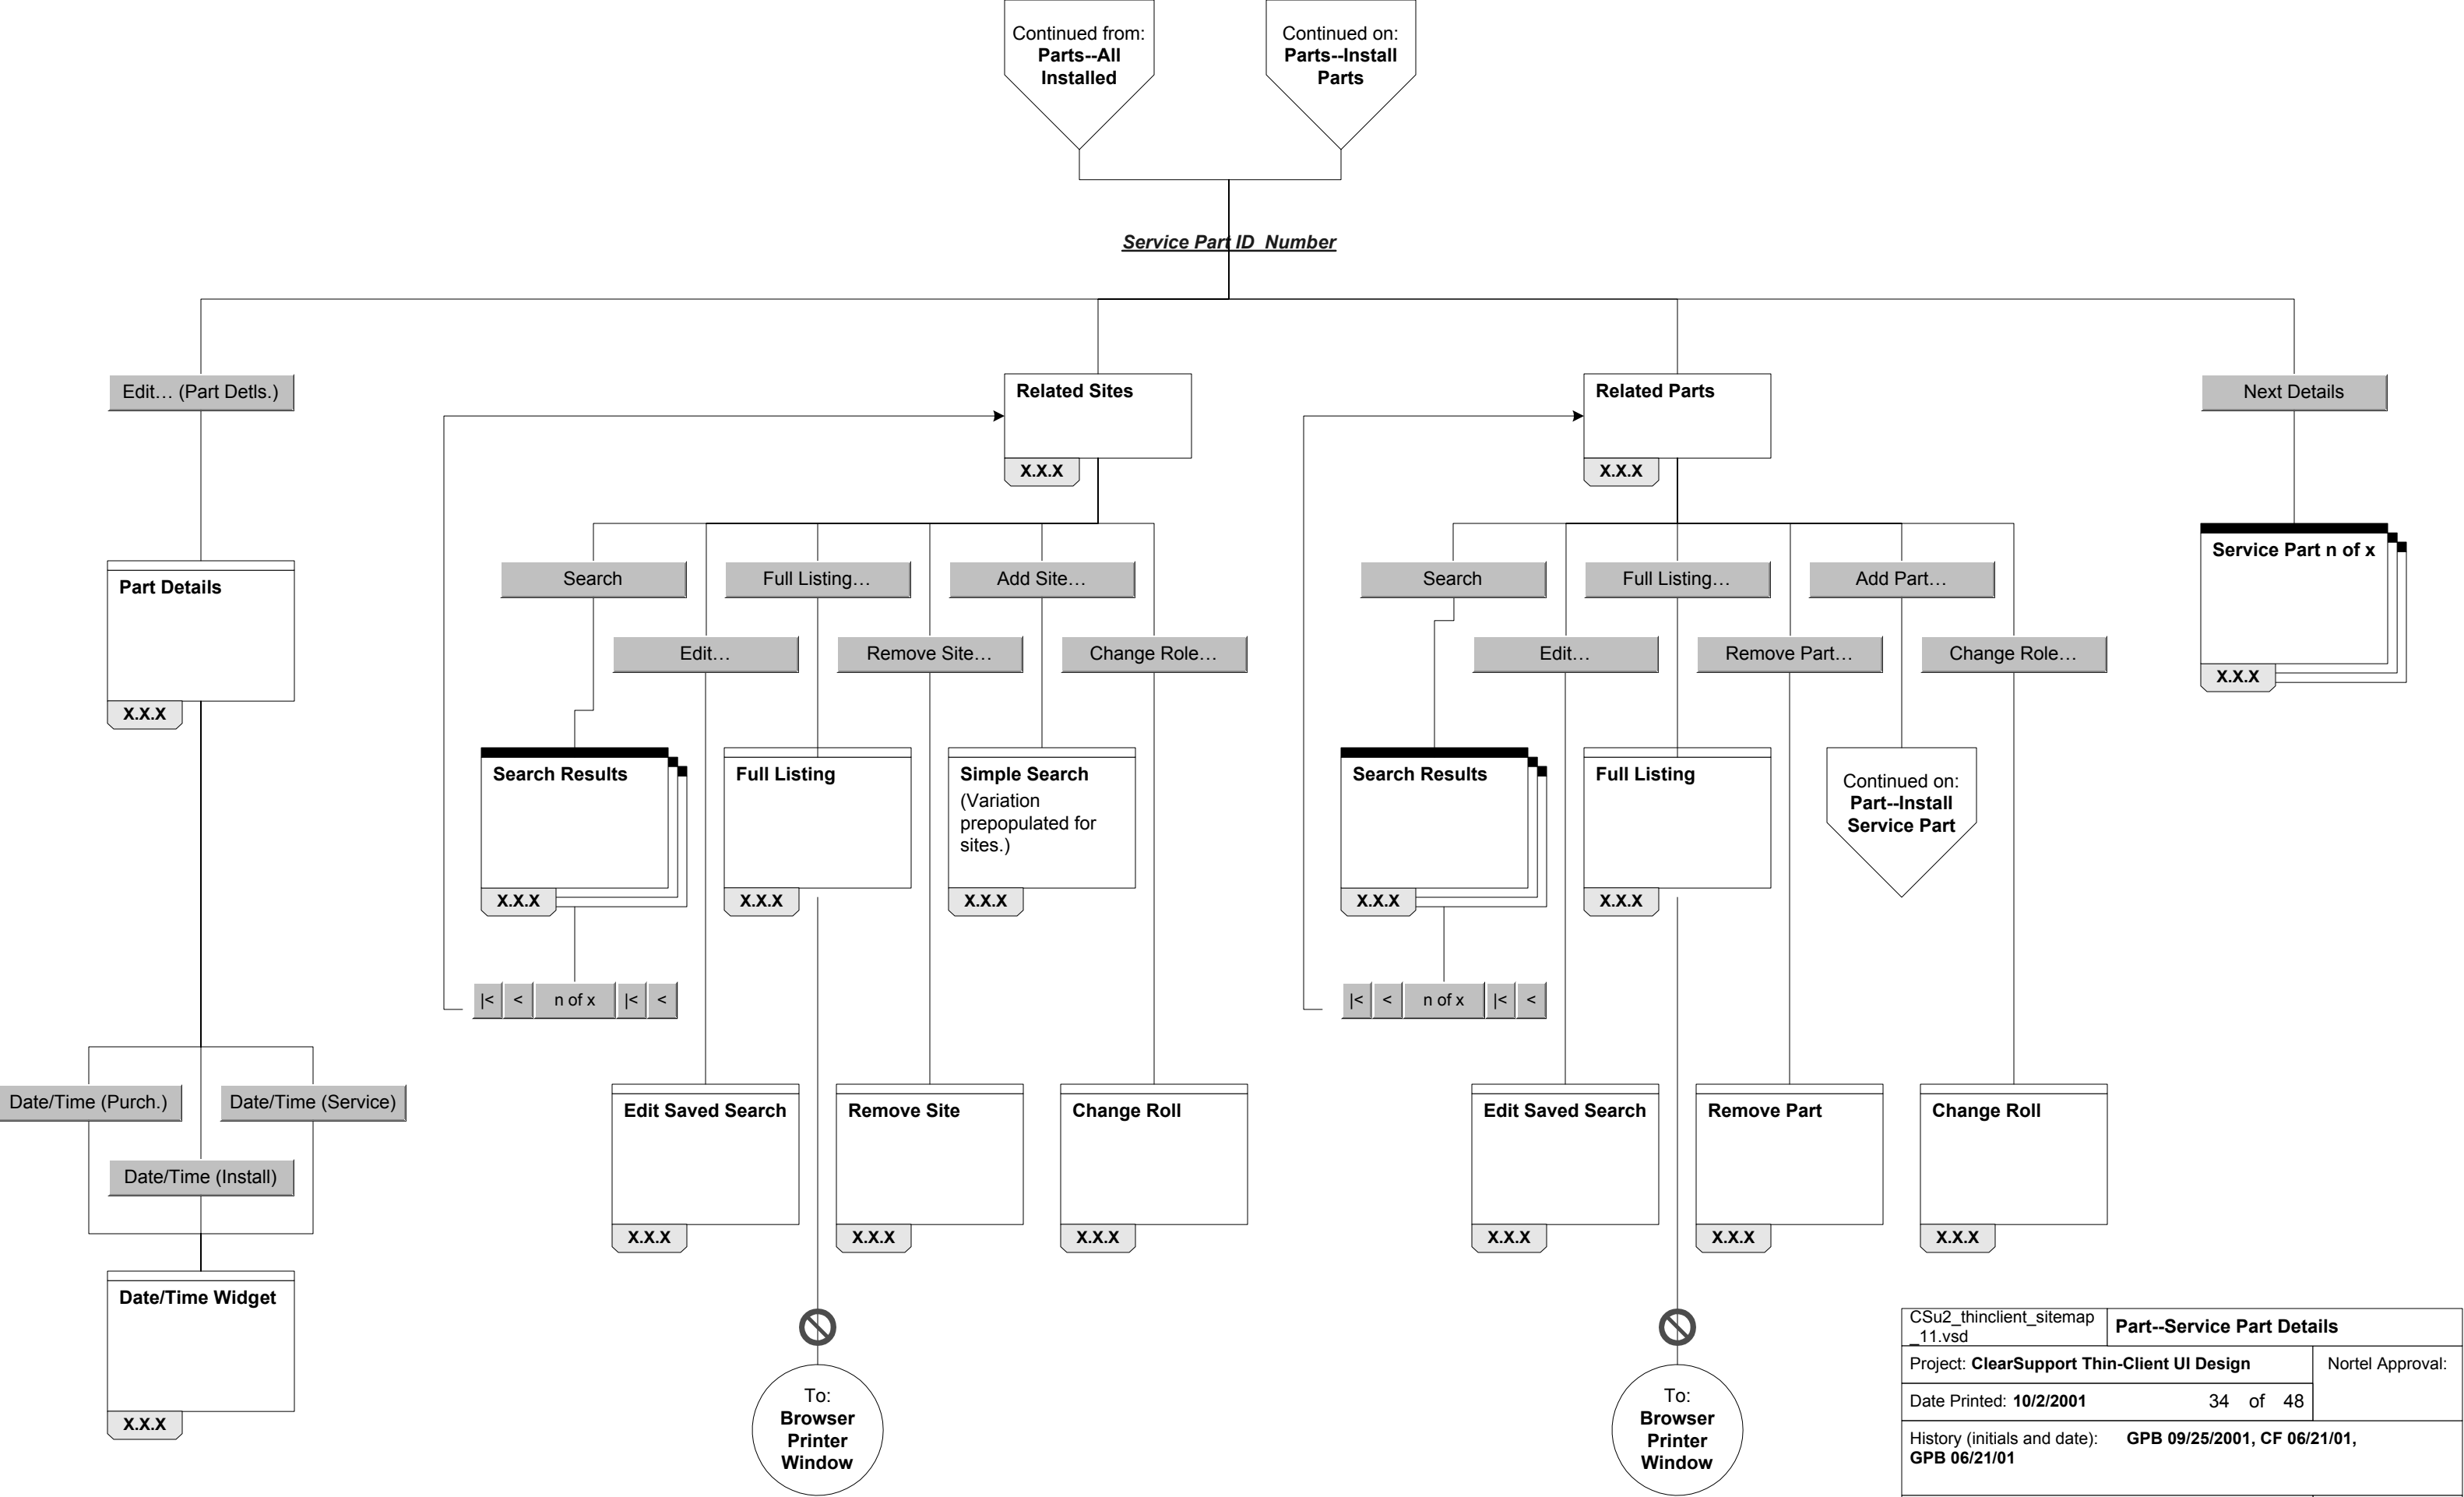 Continued from:
Parts--All
Installed
Continued on:
Parts--Install
Parts
Service Part ID Number
Edit… (Part Detls.)
Related Sites
X.X.X
Related Parts
X.X.X
Next Details
Part Details
X.X.X
Search
Full Listing…
Add Site…
Edit…
Remove Site…
Change Role…
Search
Full Listing…
Add Part…
Edit…
Remove Part…
Change Role…
Service Part n of x
X.X.X
Search Results
X.X.X
Full Listing
X.X.X
Simple Search
(Variation
prepopulated for
sites.)
X.X.X
Search Results
X.X.X
Full Listing
X.X.X
Continued on:
Part--Install
Service Part
|< < n of x |< <
|< < n of x |< <
Date/Time (Purch.)
Date/Time (Service)
Date/Time (Install)
Edit Saved Search
X.X.X
Remove Site
X.X.X
Change Roll
X.X.X
Edit Saved Search
X.X.X
Remove Part
X.X.X
Change Roll
X.X.X
Date/Time Widget
X.X.X
To:
Browser
Printer
Window
To:
Browser
Printer
Window
CSu2_thinclient_sitemap
_11.vsd
Part--Service Part Details
Project: ClearSupport Thin-Client UI Design
Nortel Approval:
Date Printed: 10/2/2001 34 of 48
History (initials and date): GPB 09/25/2001, CF 06/21/01,
GPB 06/21/01